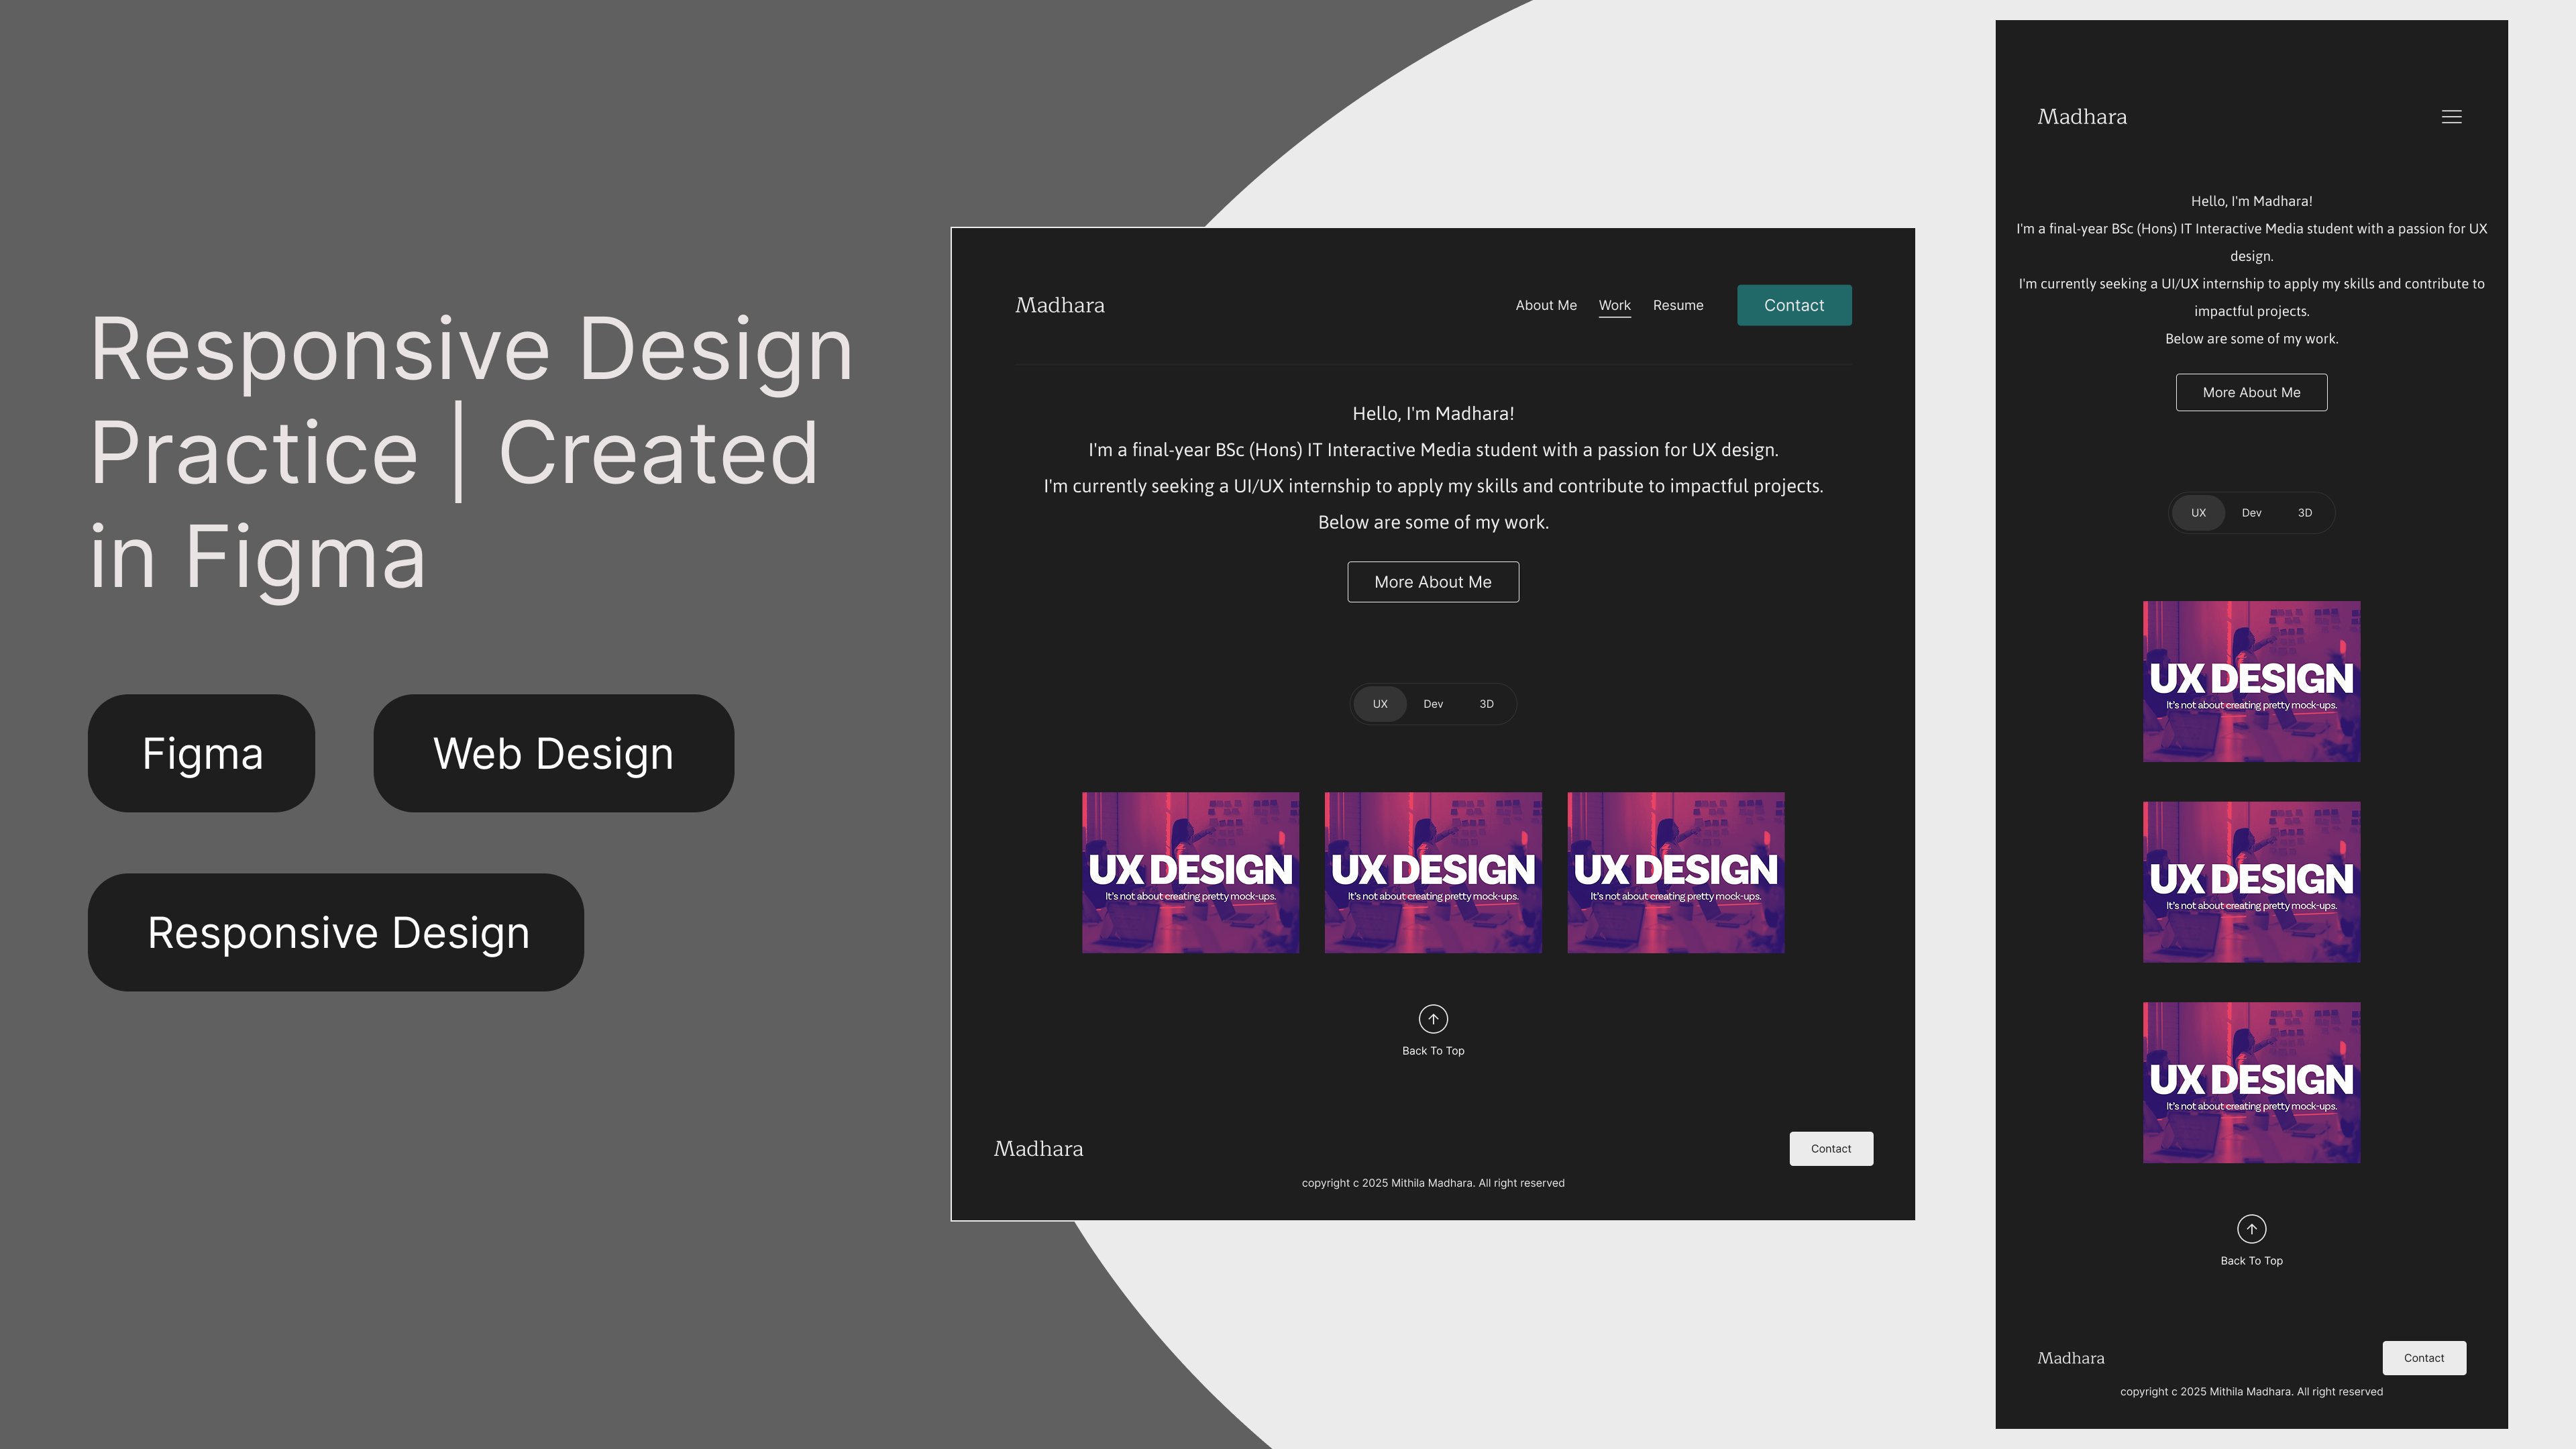 Responsive Design
Practice | Created
in Figma
Figma
Web Design
Responsive Design
Madhara
About Me
Work
Resume
Contact
Hello, I'm Madhara!
I'm a final-year BSc (Hons) IT Interactive Media student with a passion for UX design.
I'm currently seeking a UI/UX internship to apply my skills and contribute to impactful projects.
Below are some of my work.
More About Me
UX
Dev
3D
UX DESIGN
It's not about creating pretty mock-ups.
UX DESIGN
It's not about creating pretty mock-ups.
UX DESIGN
It's not about creating pretty mock-ups.
Back To Top
Madhara
Contact
copyright c 2025 Mithila Madhara. All right reserved
Madhara
Hello, I'm Madhara!
I'm a final-year BSc (Hons) IT Interactive Media student with a passion for UX
design.
I'm currently seeking a UI/UX internship to apply my skills and contribute to
impactful projects.
Below are some of my work.
More About Me
UX
Dev
3D
UX DESIGN
It's not about creating pretty mock-ups.
UX DESIGN
It's not about creating pretty mock-ups.
UX DESIGN
It's not about creating pretty mock-ups.
Back To Top
Madhara
Contact
copyright c 2025 Mithila Madhara. All right reserved